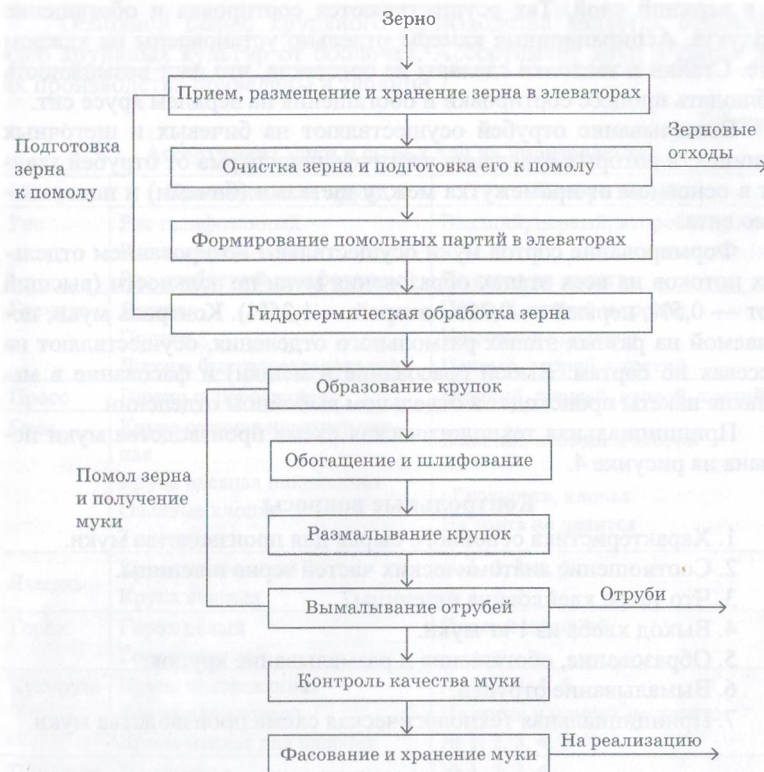 Зерно
Прием, размещение и хранение зерна в элеваторах
Подготовка
зерна
к помолу
Зерновые
отходы
Очистка зерна и подготовка его к помолу
Формирование помольных партий в элеваторах
Гидротермическая обработка зерна
Образование крупок
Помол зерна
и получение
муки
Обогащение и шлифование
Размалывание крупок
Вымалывание отрубей
Отруби
Контроль качества муки
Фасование и хранение муки
На реализацию